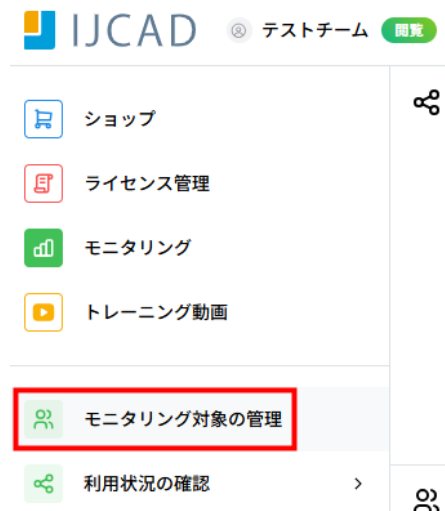 IJCAD テストチーム 閲覧
ショップ
ライセンス管理
モニタリング
トレーニング動画
モニタリング対象の管理
利用状況の確認